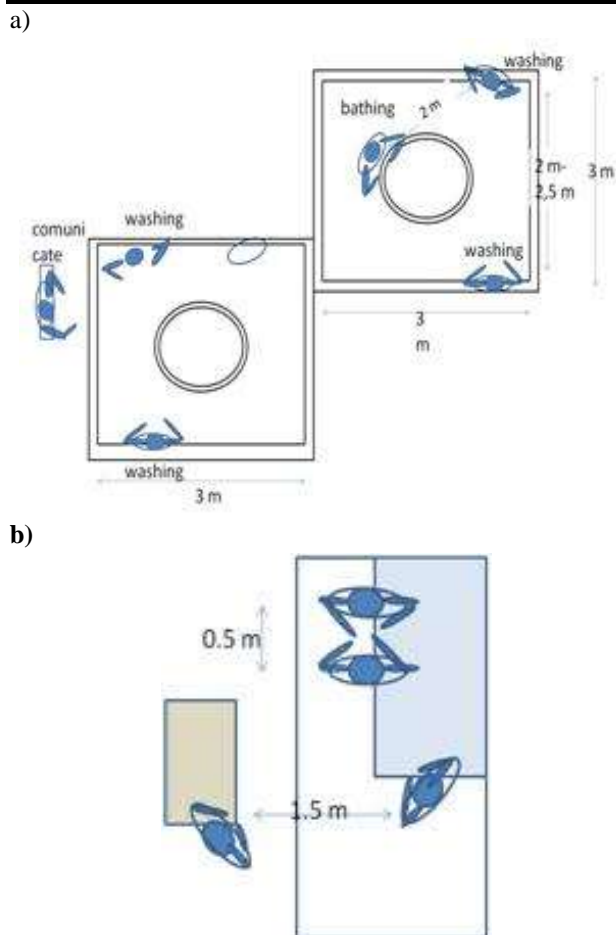 a)
washing
bathing
2 m
2 m-
2,5 m
3 m
comuni
cate
washing
washing
3
m
washing
3 m
b)
0.5 m
1.5 m